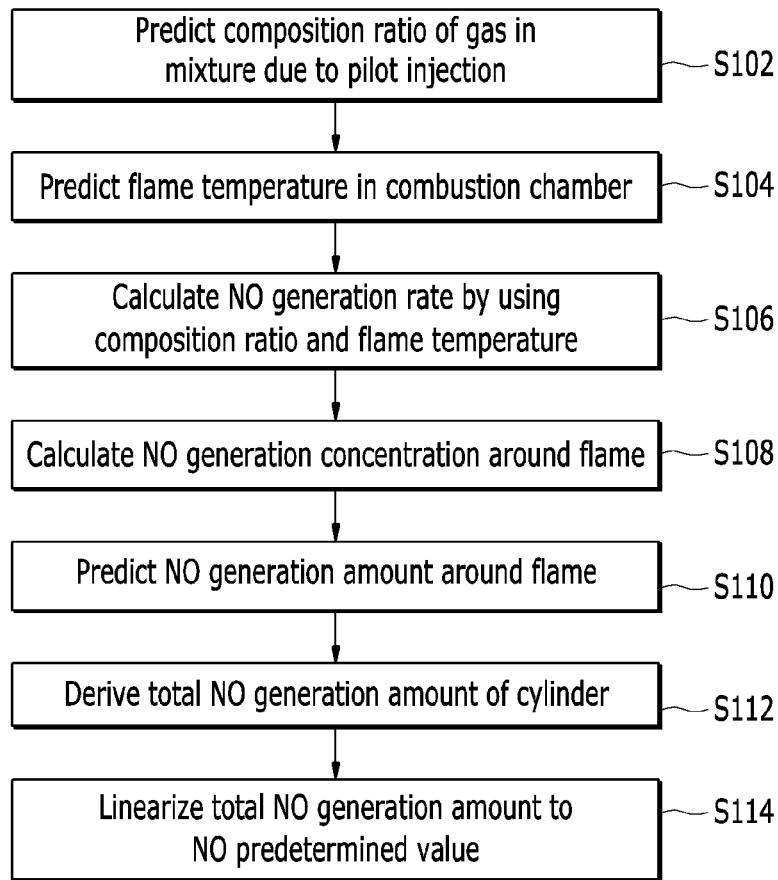 Predict composition ratio of gas in
mixture due to pilot injection
S102
Predict flame temperature in combustion chamber
S104
Calculate NO generation rate by using
composition ratio and flame temperature
S106
Calculate NO generation concentration around flame
S108
Predict NO generation amount around flame
S110
Derive total NO generation amount of cylinder
S112
Linearize total NO generation amount to
NO predetermined value
S114